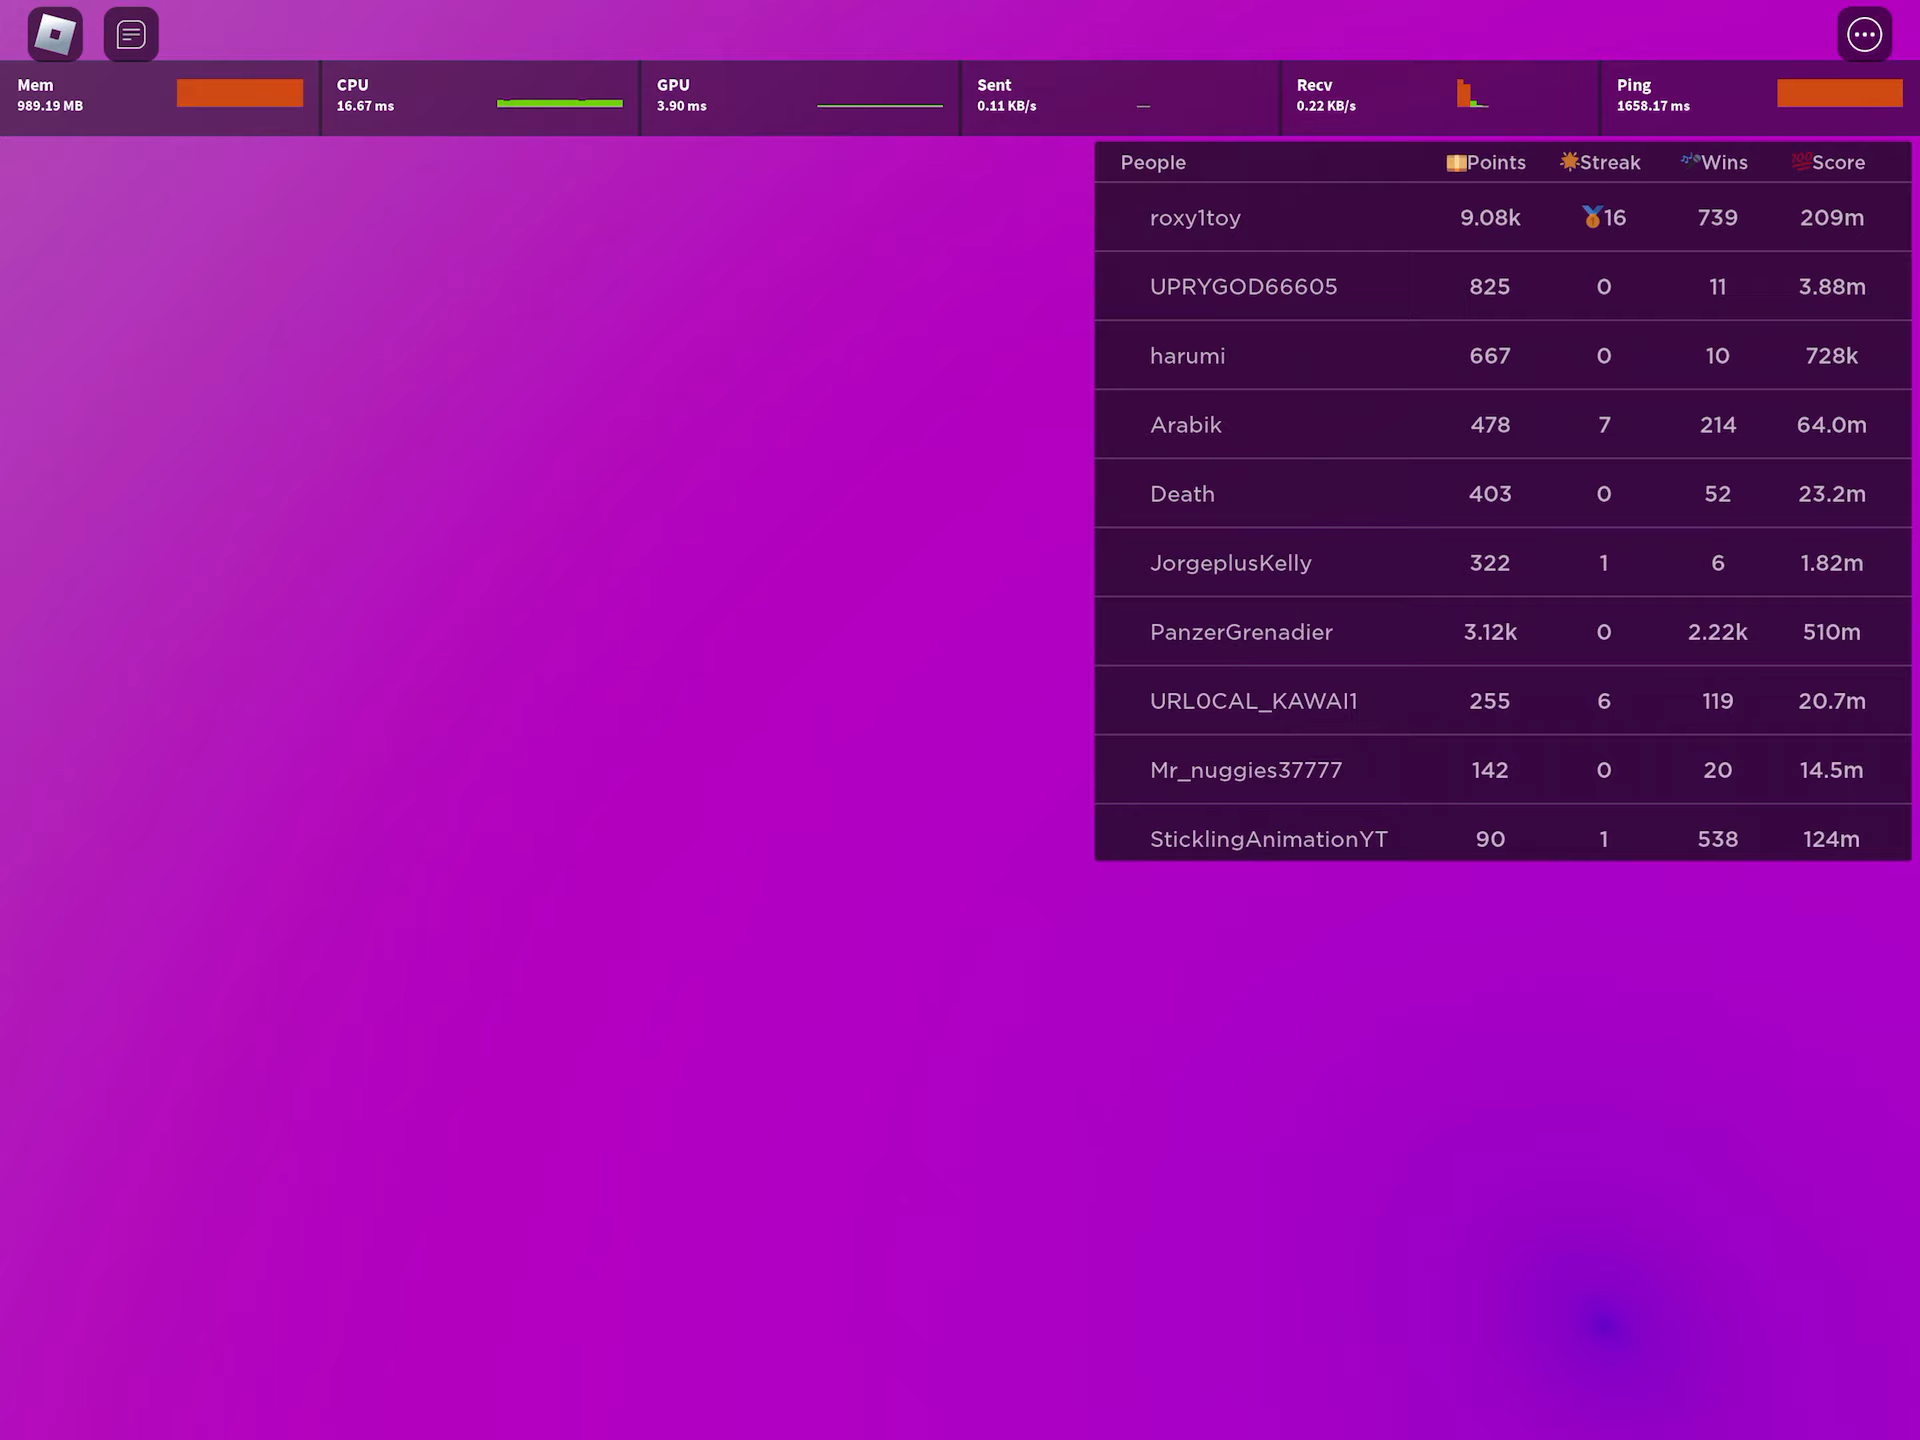 Mem CPU GPU Sent Recv Ping
989.19 MB 16.67 ms 3.90 ms 0.11 KB/s 0.22 KB/s 1658.17 ms
People 🎫Points 🌟Streak 🎶Wins 💯Score
roxy1toy 9.08k 🥉16 739 209m
UPRYGOD66605 825 0 11 3.88m
harumi 667 0 10 728k
Arabik 478 7 214 64.0m
Death 403 0 52 23.2m
JorgeplusKelly 322 1 6 1.82m
PanzerGrenadier 3.12k 0 2.22k 510m
URL0CAL_KAWAI1 255 6 119 20.7m
Mr_nuggies37777 142 0 20 14.5m
SticklingAnimationYT 90 1 538 124m